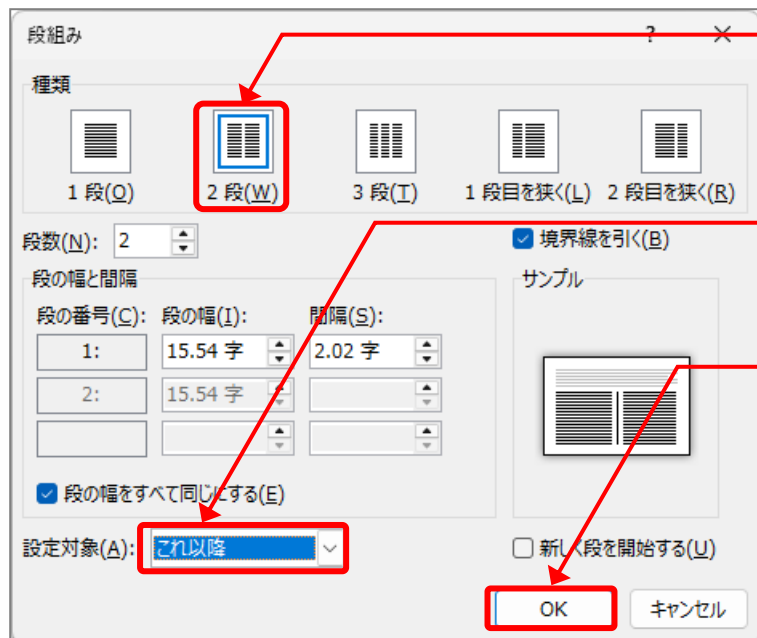 段組み
種類
1 段(O) 2 段(W) 3 段(T) 1 段目を狭く(L) 2 段目を狭く(R)
段数(N): 2 境界線を引く(B)
段の幅と間隔 サンプル
段の番号(C): 段の幅(I): 間隔(S):
1: 15.54 字 2.02 字
2: 15.54 字
段の幅をすべて同じにする(E)
設定対象(A): これ以降 新しく段を開始する(U)
OK キャンセル